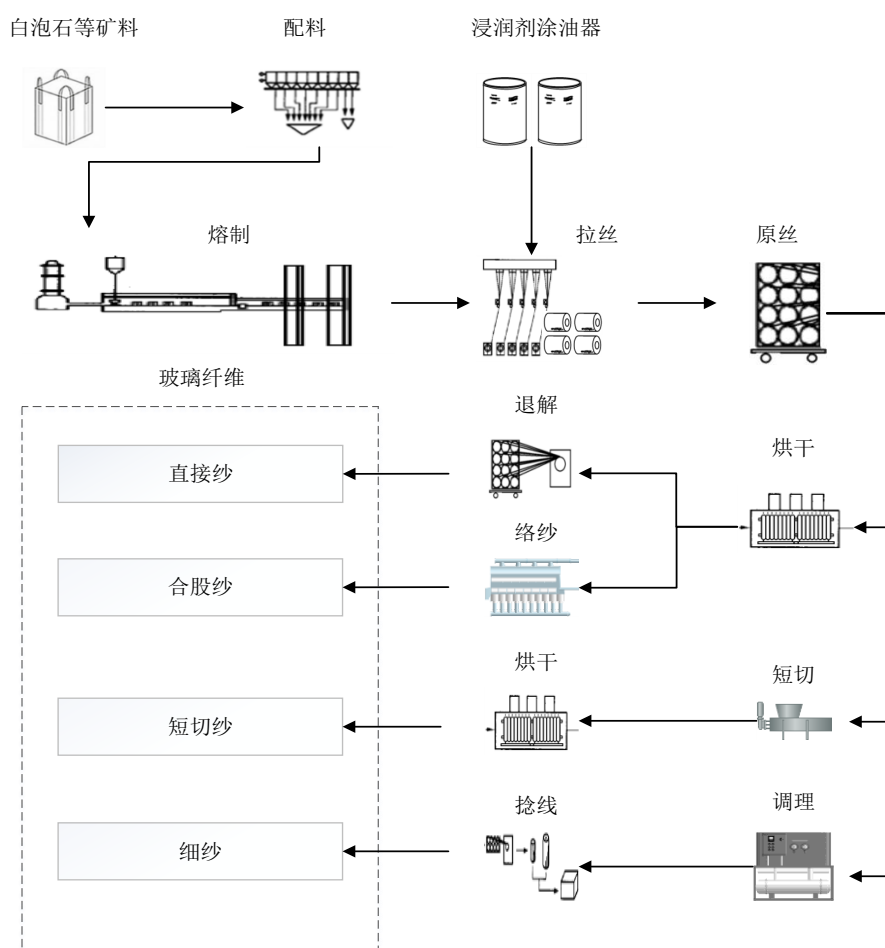 白泡石等矿料
配料
浸润剂涂油器
熔制
拉丝
原丝
玻璃纤维
退解
烘干
直接纱
络纱
合股纱
烘干
短切
短切纱
捻线
调理
细纱